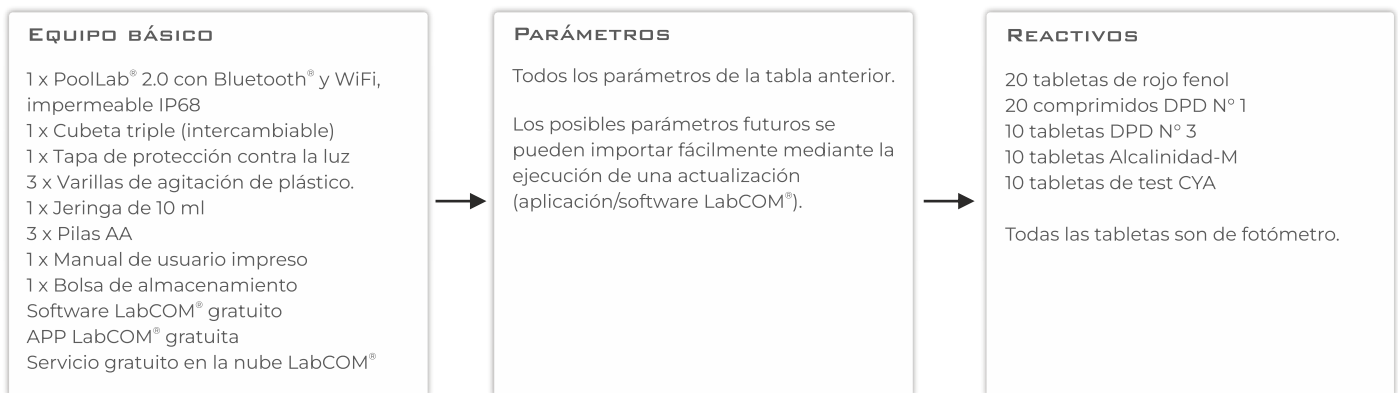 Equipo básico
1 x PoolLab® 2.0 con Bluetooth® y WiFi,
impermeable IP68
1 x Cubeta triple (intercambiable)
1 x Tapa de protección contra la luz
3 x Varillas de agitación de plástico.
1 x Jeringa de 10 ml
3 x Pilas AA
1 x Manual de usuario impreso
1 x Bolsa de almacenamiento
Software LabCOM® gratuito
APP LabCOM® gratuita
Servicio gratuito en la nube LabCOM®
Parámetros
Todos los parámetros de la tabla anterior.
Los posibles parámetros futuros se
pueden importar fácilmente mediante la
ejecución de una actualización
(aplicación/software LabCOM®).
Reactivos
20 tabletas de rojo fenol
20 comprimidos DPD N° 1
10 tabletas DPD N° 3
10 tabletas Alcalinidad-M
10 tabletas de test CYA
Todas las tabletas son de fotómetro.